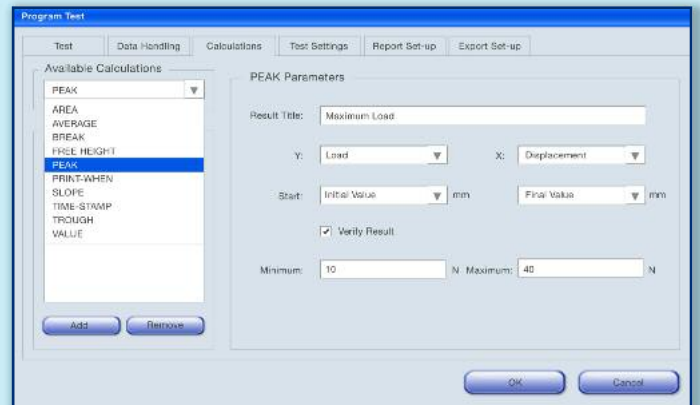 Program Test
Test Data Handling Calculations Test Settings Report Set-up Export Set-up
Available Calculations
PEAK
AREA
AVERAGE
BREAK
FREE HEIGHT
PEAK
PRINT-WHEN
SLOPE
TIME-STAMP
TROUGH
VALUE
Add Remove
PEAK Parameters
Result Title: Maximum Load
Y: Load X: Displacement
Start: Initial Value mm Final Value mm
Verify Result
Minimum: 10 N Maximum: 40 N
OK Cancel